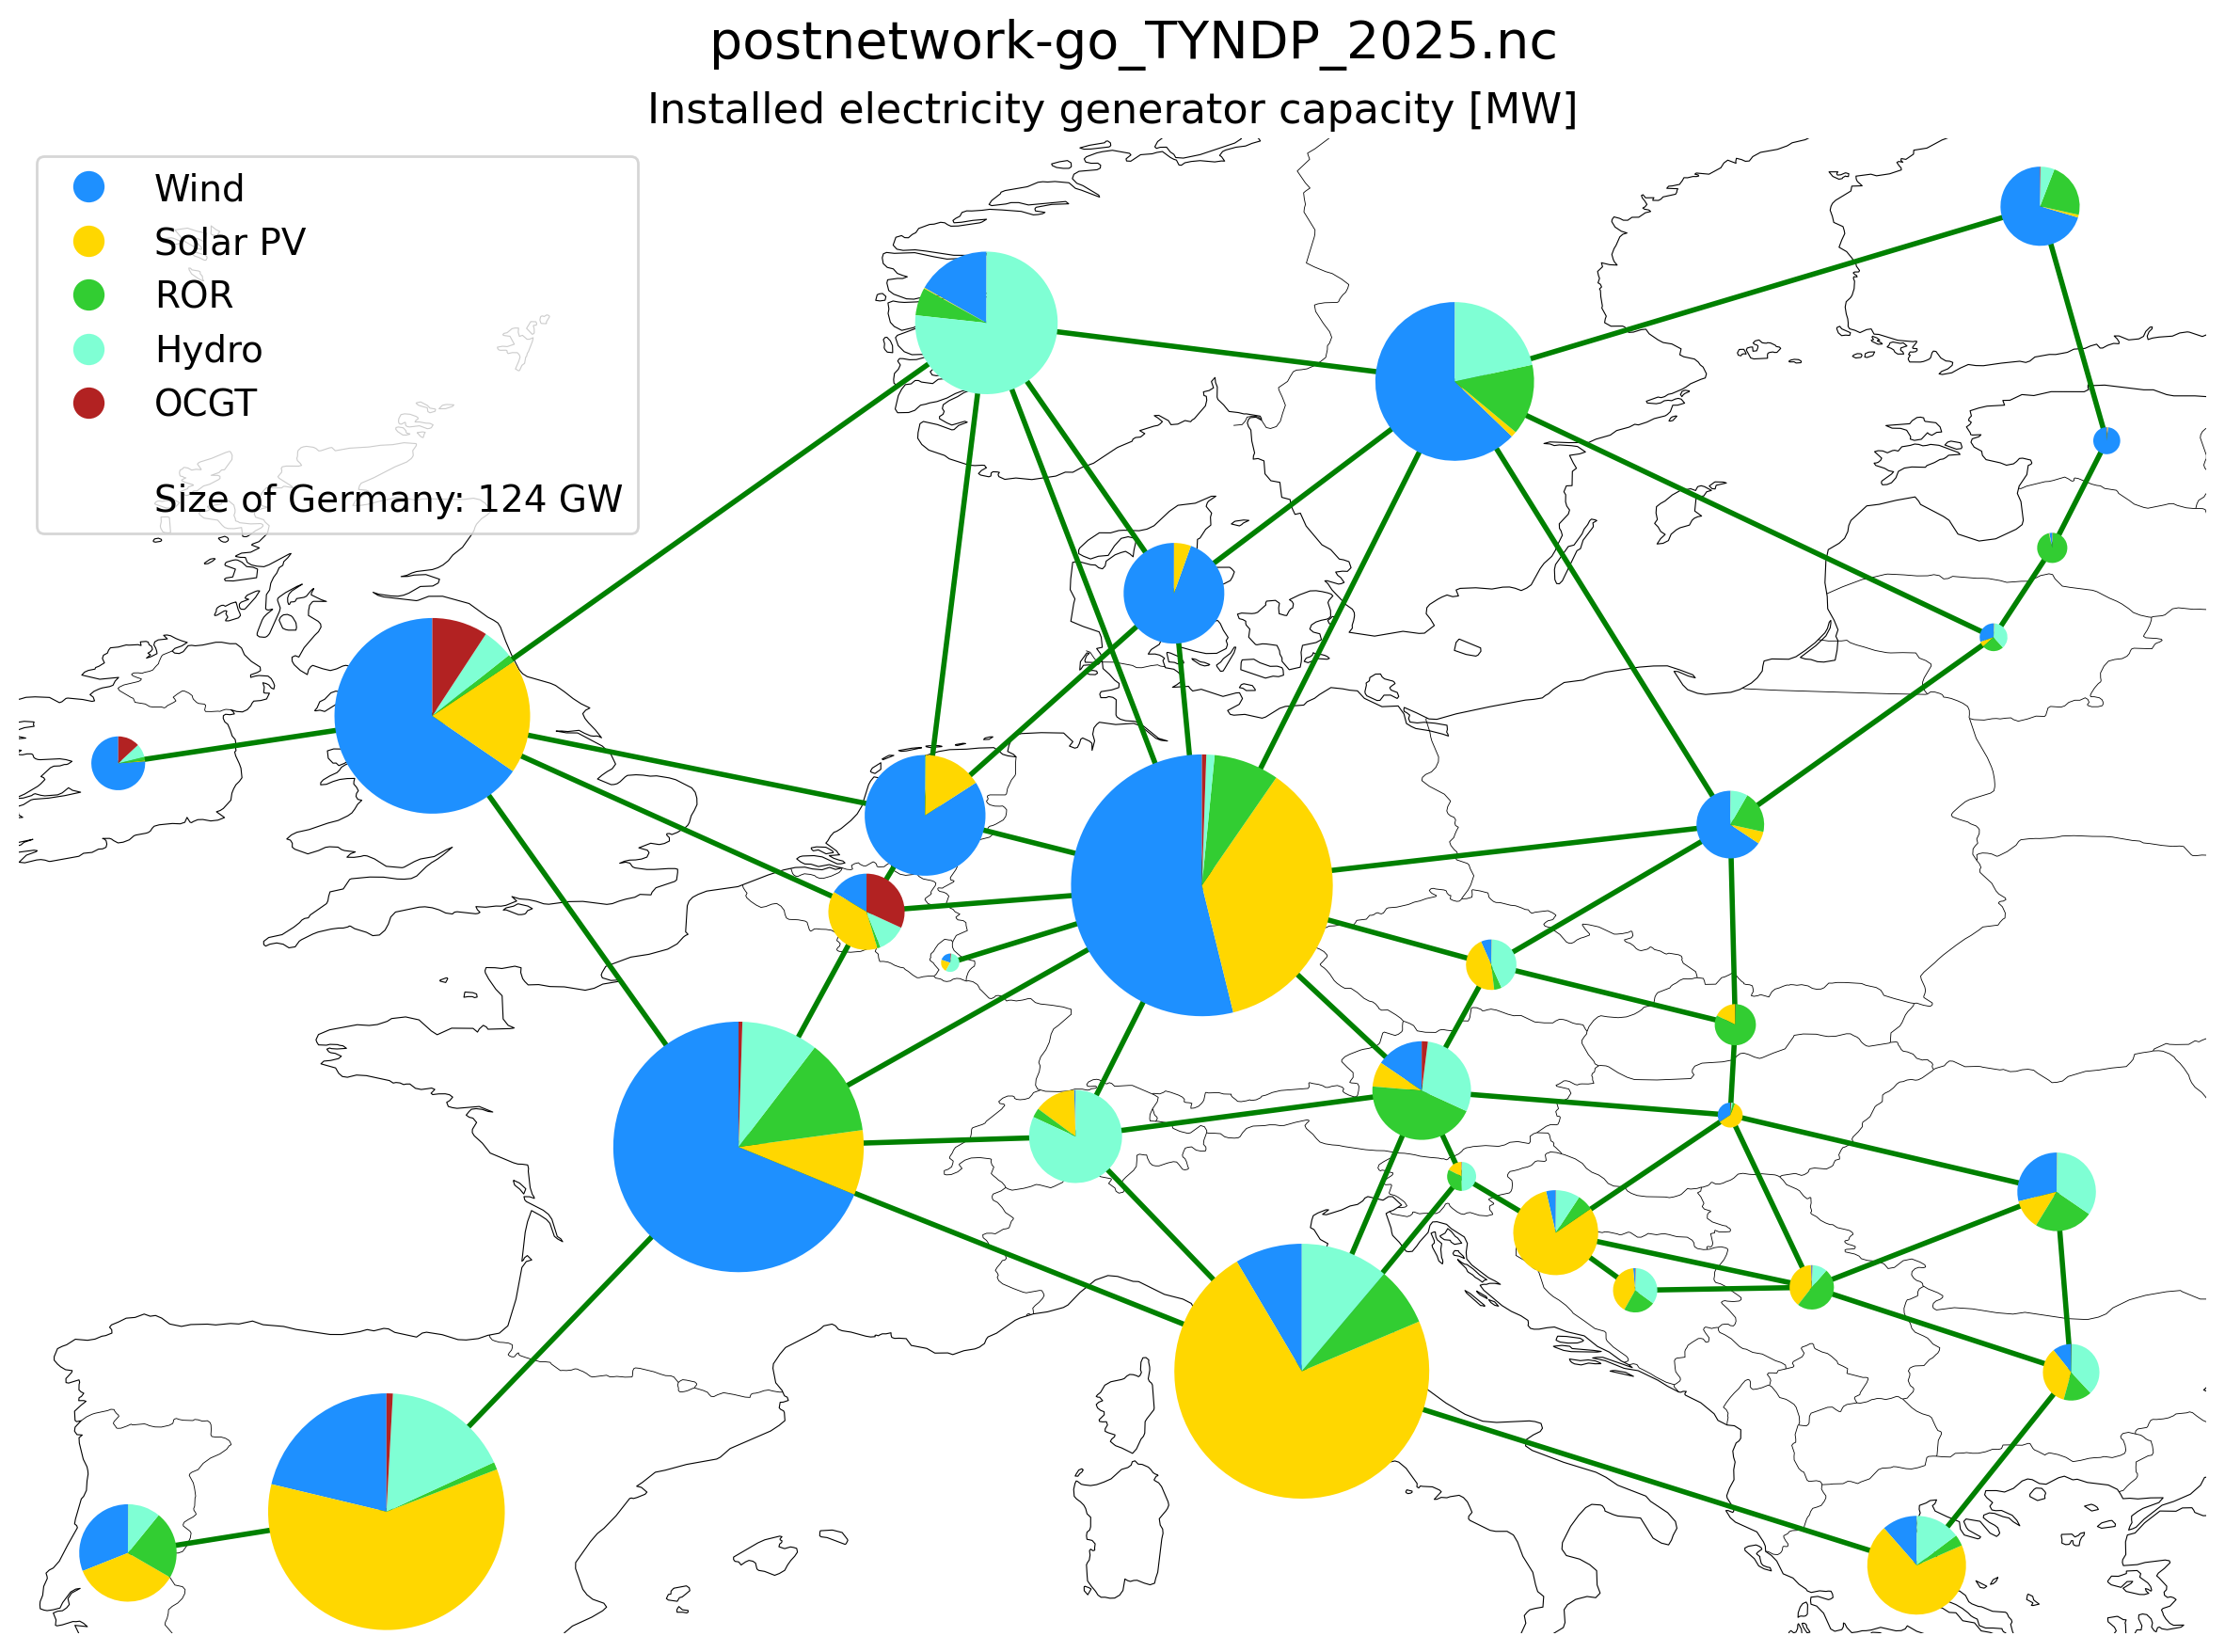 postnetwork-go_TYNDP_2025.nc
Installed electricity generator capacity [MW]
Wind
Solar PV
ROR
Hydro
OCGT
Size of Germany: 124 GW